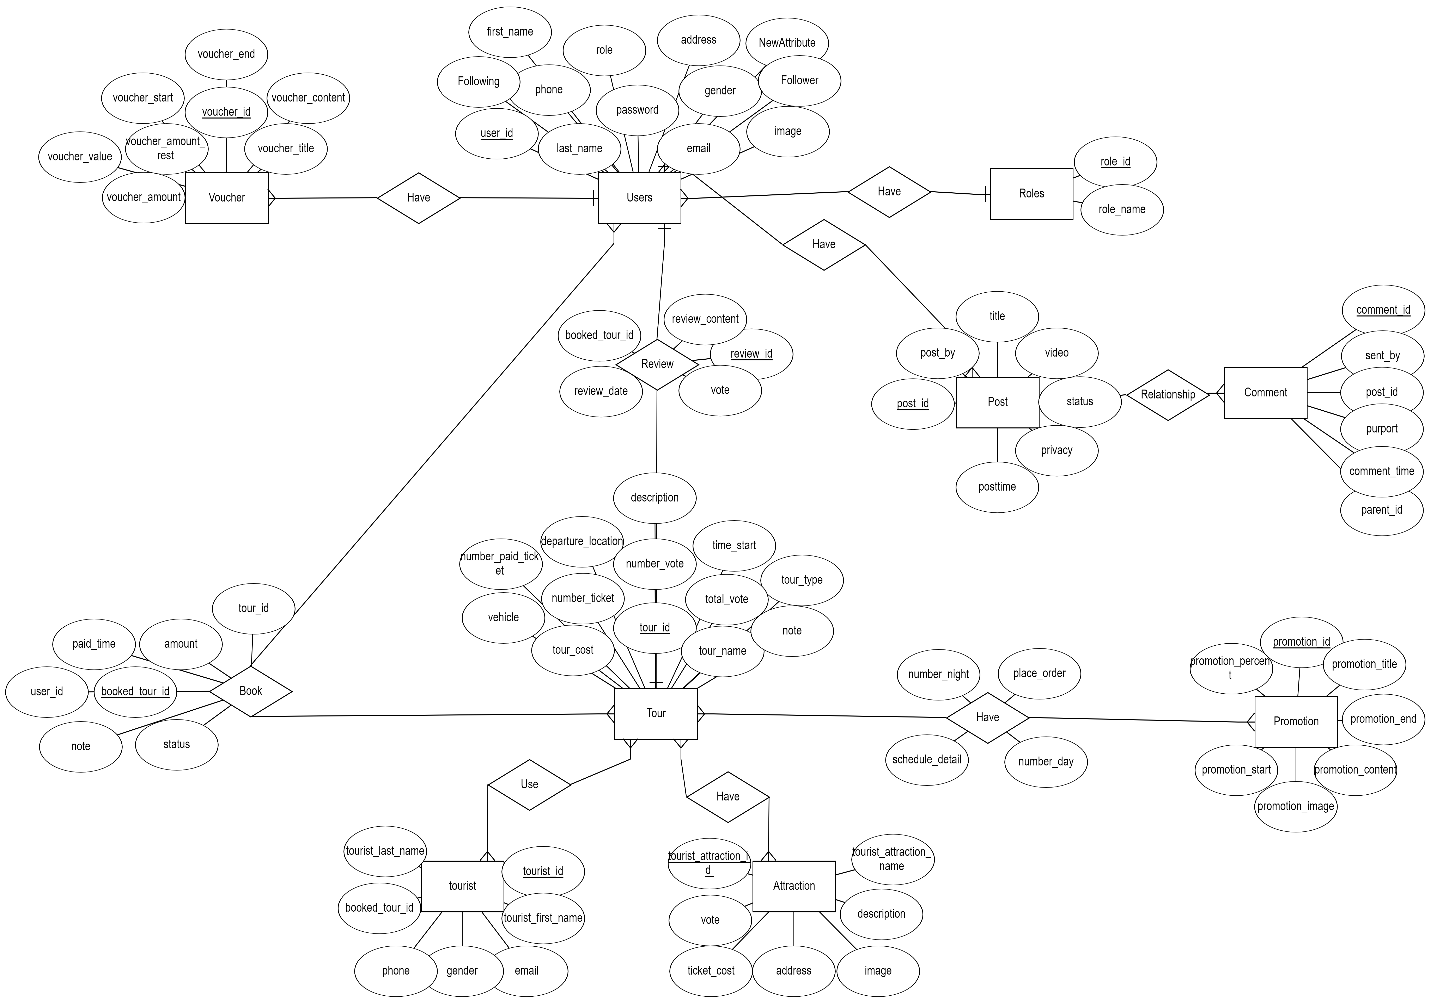 first_name
role
address
NewAttribute
voucher_end
Following
phone
gender
Follower
voucher_start
voucher_id
voucher_content
password
user_id
image
voucher_value
voucher_amount_
rest
voucher_title
last_name
email
role_id
voucher_amount
Voucher
Have
Users
Have
Roles
role_name
Have
comment_id
title
review_content
booked_tour_id
post_by
video
sent_by
review_id
Review
review_date
vote
post_id
Post
status
Relationship
Comment
post_id
purport
privacy
comment_time
posttime
parent_id
description
departure_location
time_start
number_paid_tick
et
number_vote
tour_type
number_ticket
total_vote
tour_id
vehicle
tour_id
note
paid_time
amount
tour_cost
tour_name
promotion_id
promotion_percen
t
promotion_title
number_night
place_order
user_id
booked_tour_id
Book
Tour
Have
Promotion
promotion_end
note
status
schedule_detail
number_day
promotion_start
promotion_content
promotion_image
Use
Have
tourist_last_name
tourist_attraction_i
d
tourist_attraction_
name
tourist_id
tourist
Attraction
booked_tour_id
tourist_first_name
vote
description
phone
gender
email
ticket_cost
address
image